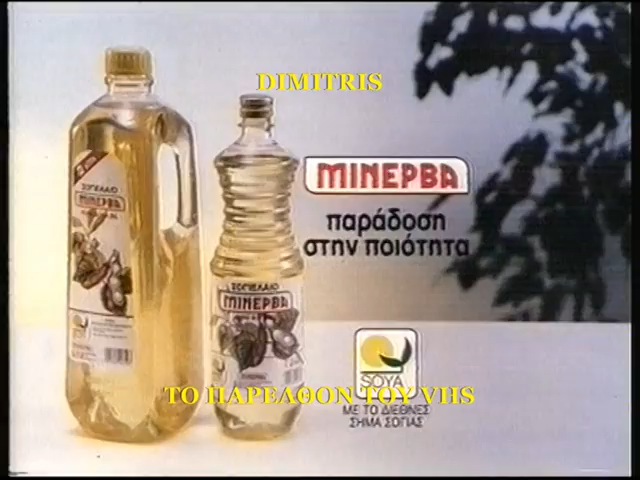 DIMITRIS
ΜΙΝΕΡΒΑ
παράδοση
στην ποιότητα
ΣΟΓΙΕΛΑΙΟ
ΜΙΝΕΡΒΑ
ΣΟΓΙΕΛΑΙΟ
ΜΙΝΕΡΒΑ
SOYA
ΤΟ ΠΑΡΕΛΘΟΝ ΤΟΥ VHS
ΜΕ ΤΟ ΔΙΕΘΝΕΣ
ΣΗΜΑ ΣΟΓΙΑΣ